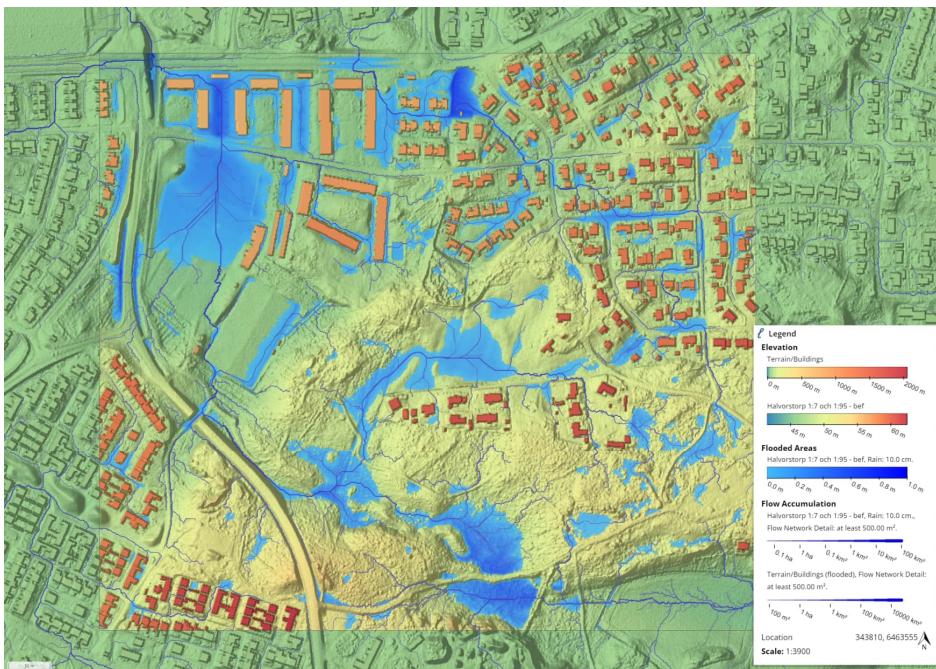 Legend
Elevation
Terrain/Buildings
0 m 500 m 1000 m 1500 m 2000 m
Halvorstorp 1:7 och 1:95 - bef
45 m 50 m 55 m 60 m
Flooded Areas
Halvorstorp 1:7 och 1:95 - bef, Rain: 10.0 cm.
0.0 m 0.2 m 0.4 m 0.6 m 0.8 m 1.0 m
Flow Accumulation
Halvorstorp 1:7 och 1:95 - bef, Rain: 10.0 cm.,
Flow Network Detail: at least 500.00 m².
0.1 ha 1 ha 0.1 km² 1 km² 10 km² 100 km²
Terrain/Buildings (flooded), Flow Network Detail:
at least 500.00 m².
100 m² 1 ha 1 km² 100 km² 10000 km²
Location 343810, 6463555
N
Scale: 1:3900